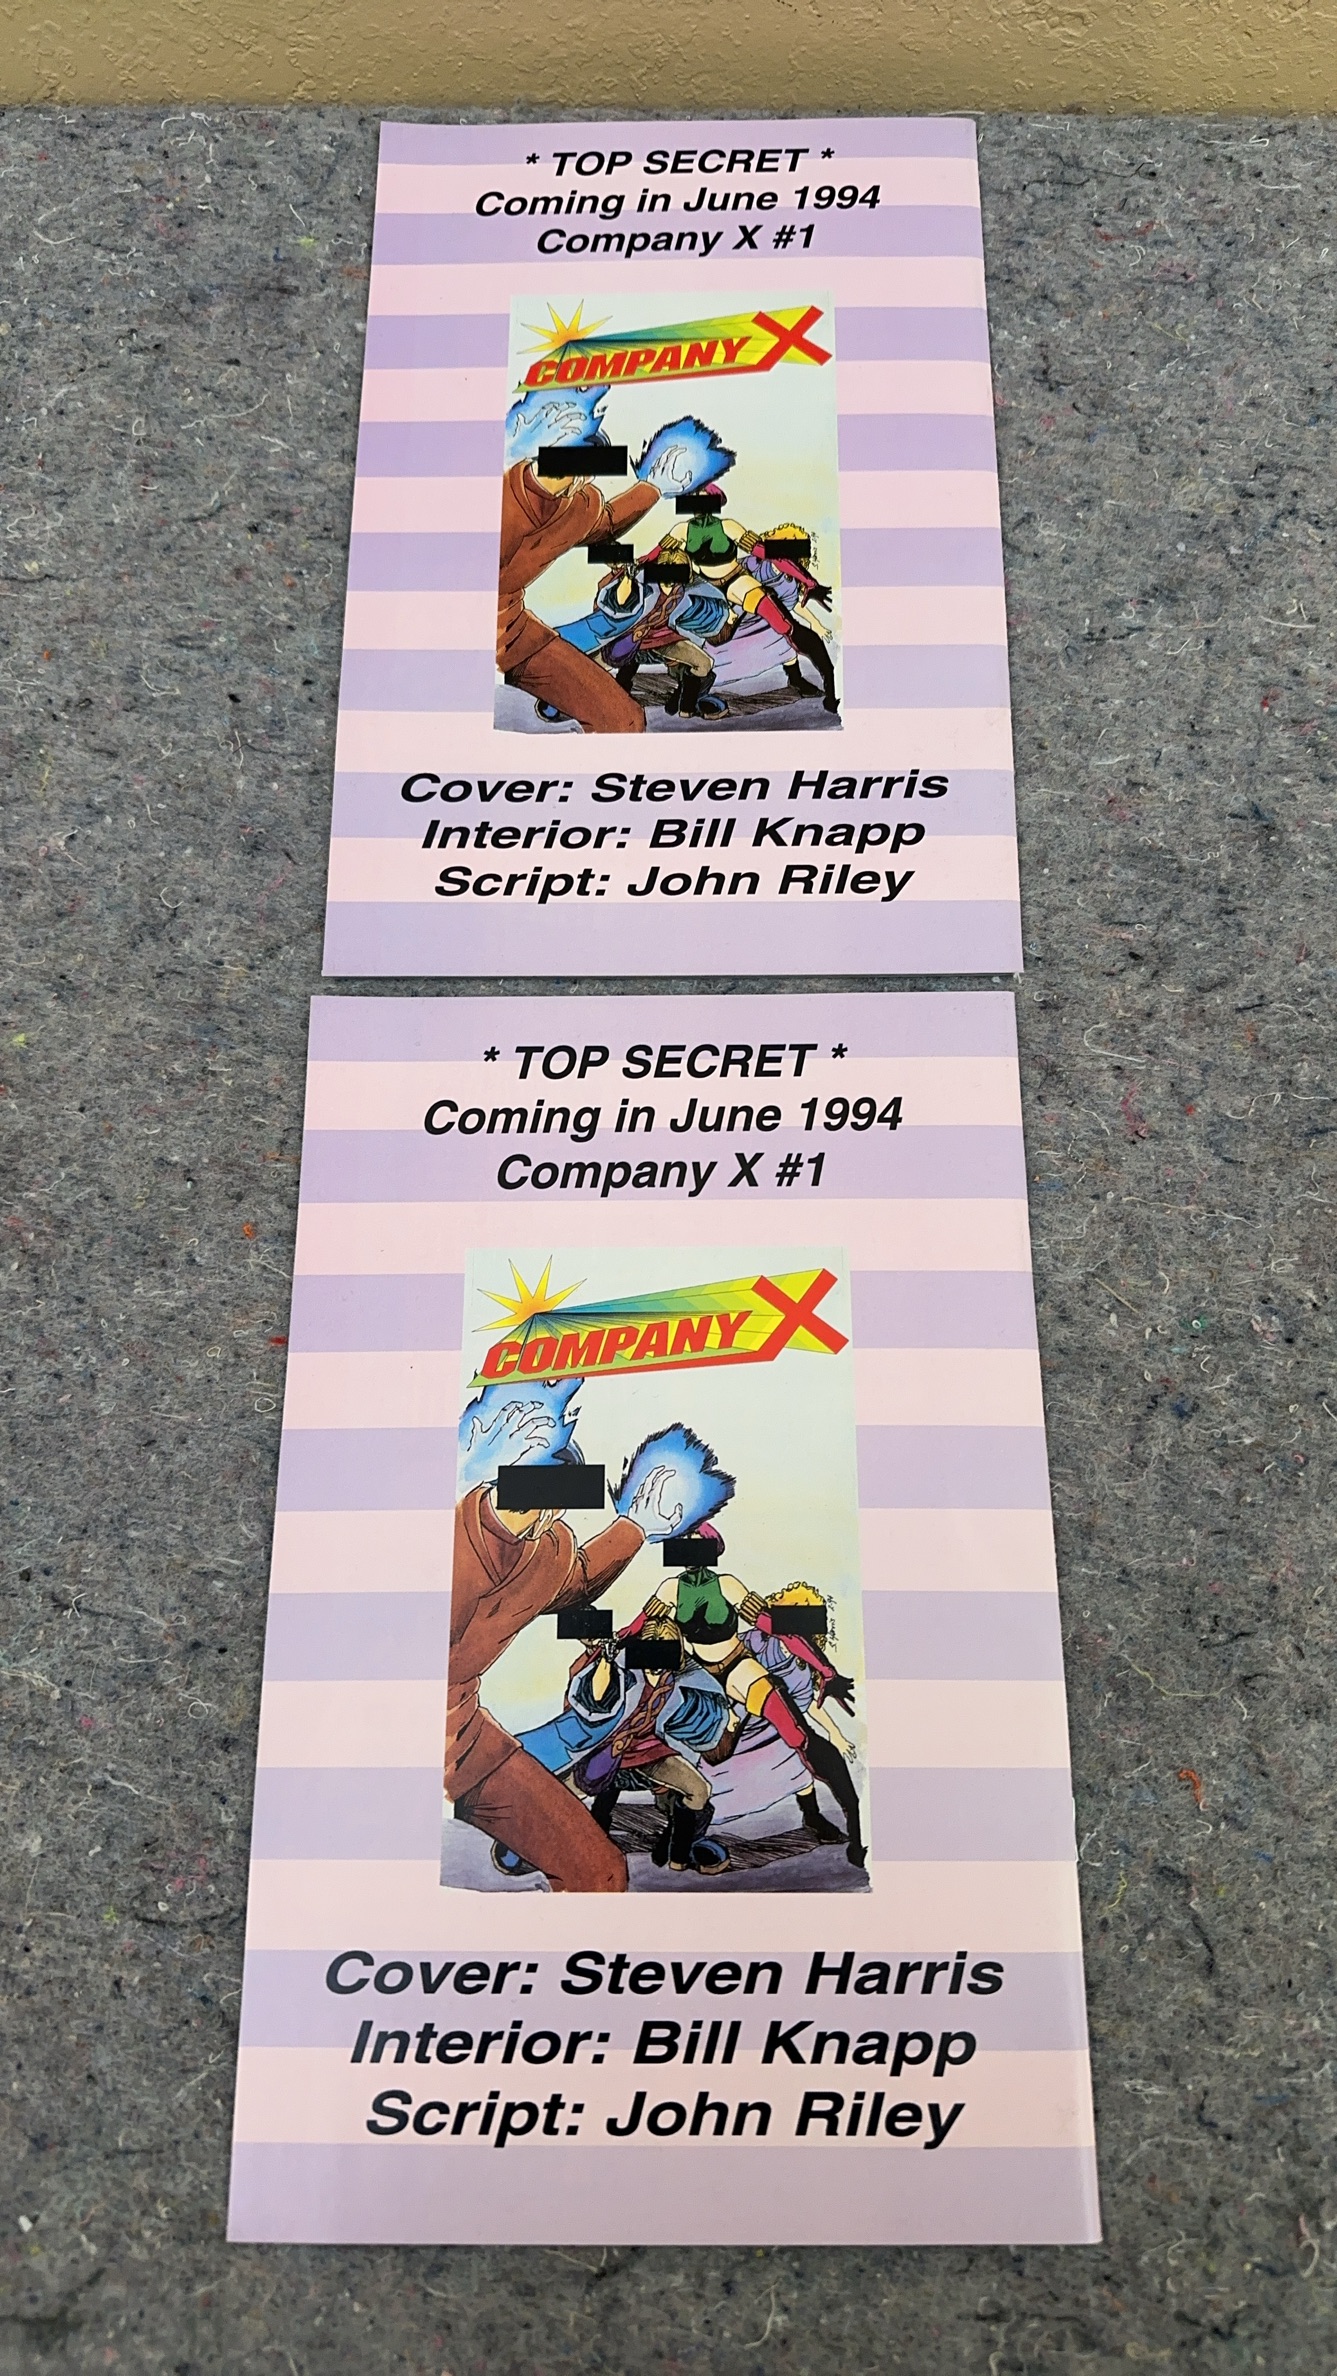 * TOP SECRET *
Coming in June 1994
Company X #1
COMPANY X
Cover: Steven Harris
Interior: Bill Knapp
Script: John Riley
* TOP SECRET *
Coming in June 1994
Company X #1
COMPANY X
Cover: Steven Harris
Interior: Bill Knapp
Script: John Riley